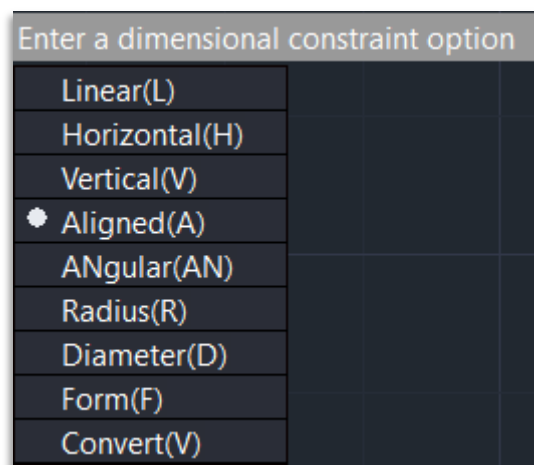 Enter a dimensional constraint option
Linear(L)
Horizontal(H)
Vertical(V)
Aligned(A)
ANgular(AN)
Radius(R)
Diameter(D)
Form(F)
Convert(V)